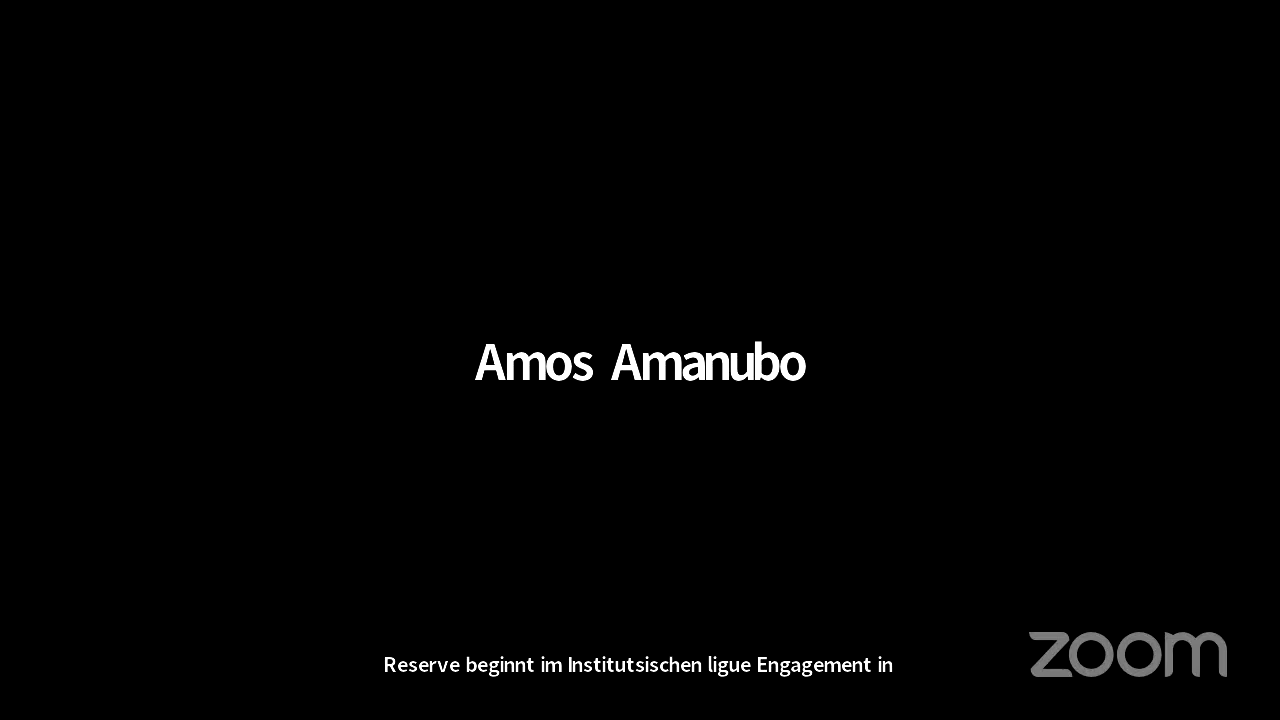 Amos Amanubo
Reserve beginnt im Institutsischen ligue Engagement in
zoom